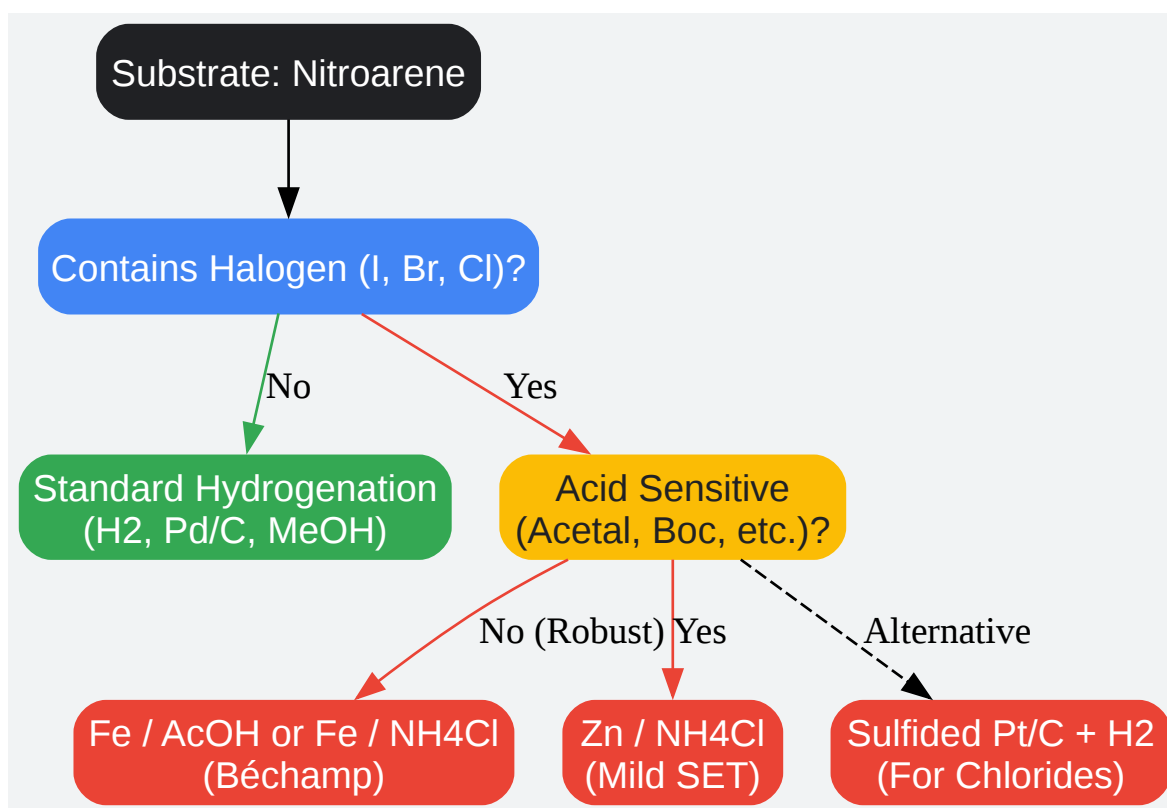 Substrate: Nitroarene
Contains Halogen (I, Br, Cl)?
No
Yes
Standard Hydrogenation
(H2, Pd/C, MeOH)
Acid Sensitive
(Acetal, Boc, etc.)?
No (Robust)
Yes
Alternative
Fe / AcOH or Fe / NH4Cl
(Béchamp)
Zn / NH4Cl
(Mild SET)
Sulfided Pt/C + H2
(For Chlorides)